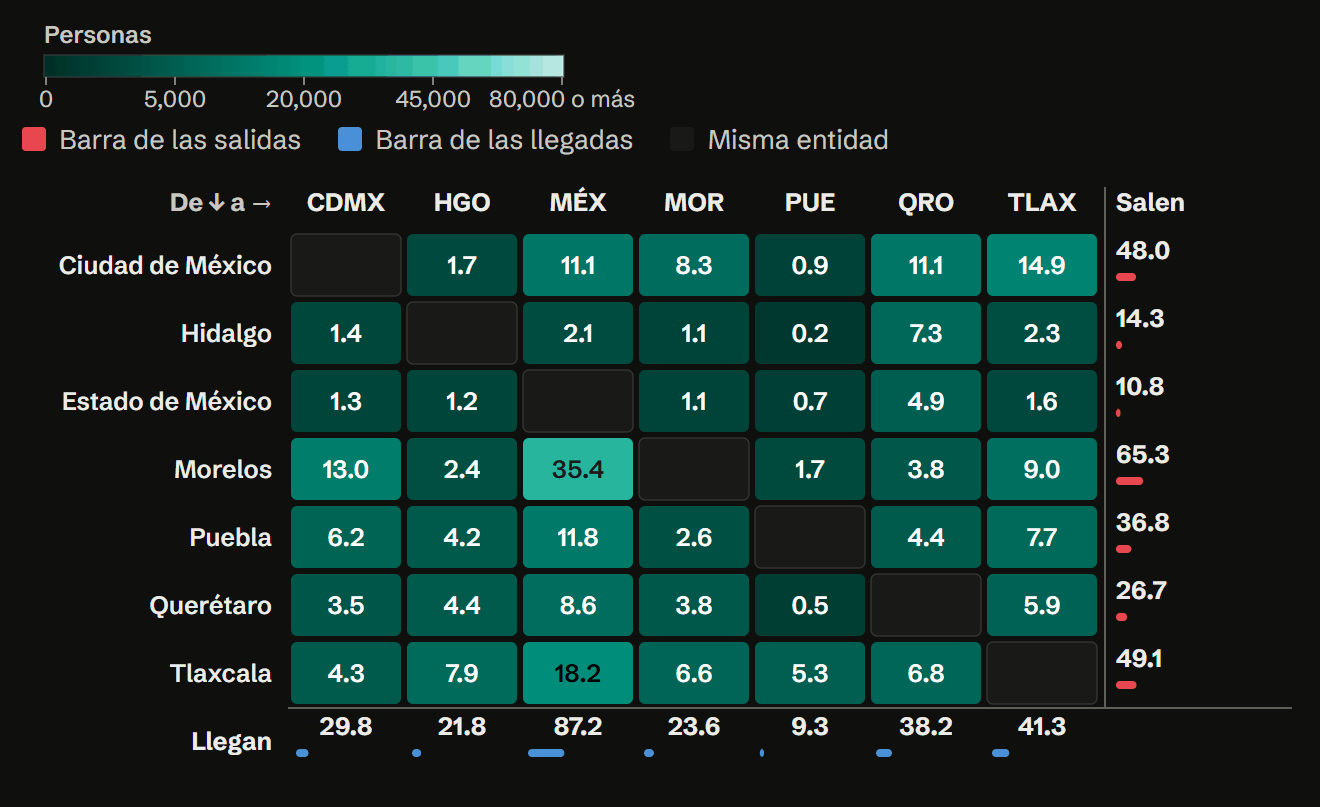 Personas
0 5,000 20,000 45,000 80,000 o más
Barra de las salidas Barra de las llegadas Misma entidad
De ↓ a → CDMX HGO MÉX MOR PUE QRO TLAX Salen
Ciudad de México 1.7 11.1 8.3 0.9 11.1 14.9 48.0
Hidalgo 1.4 2.1 1.1 0.2 7.3 2.3 14.3
Estado de México 1.3 1.2 1.1 0.7 4.9 1.6 10.8
Morelos 13.0 2.4 35.4 1.7 3.8 9.0 65.3
Puebla 6.2 4.2 11.8 2.6 4.4 7.7 36.8
Querétaro 3.5 4.4 8.6 3.8 0.5 5.9 26.7
Tlaxcala 4.3 7.9 18.2 6.6 5.3 6.8 49.1
Llegan 29.8 21.8 87.2 23.6 9.3 38.2 41.3